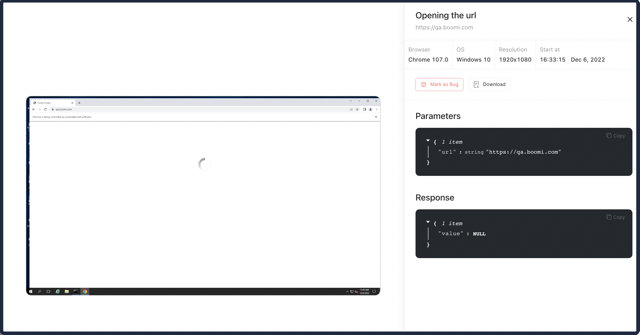 Opening the url
https://qa.boomi.com
Browser OS Resolution Start at
Chrome 107.0 Windows 10 1920x1080 16:33:15 Dec 6, 2022
Mark as Bug Download
Parameters
Copy
{ 1 item
"url" : string "https://qa.boomi.com"
}
Response
Copy
{ 1 item
"value" : NULL
}